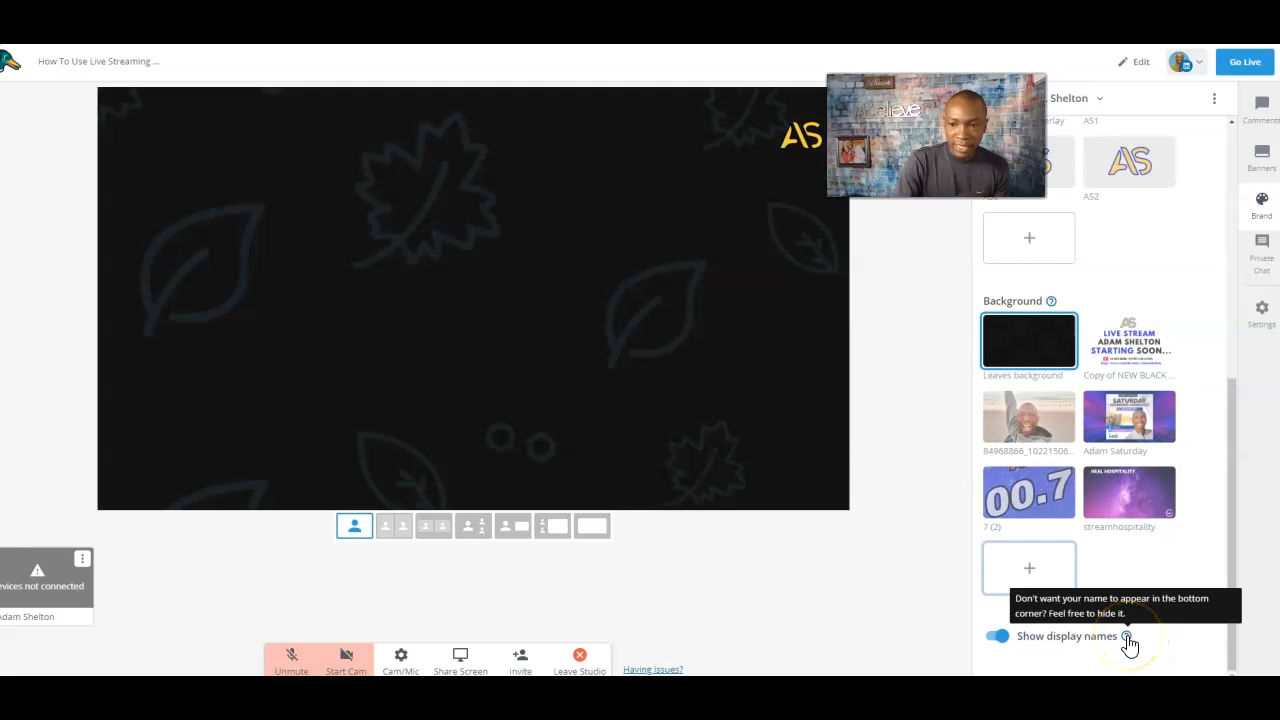 How To Use Live Streaming ...
Edit
Go Live
Shelton
Comments
AS1
AS
AS
AS2
Banners
Brand
Private
Chat
Settings
Background
LIVE STREAM
ADAM SHELTON
STARTING SOON...
Leaves background
Copy of NEW BLACK ...
84968866_10221506..
SATURDAY
Adam Saturday
00.7
HEAL HOSPITALITY
7 (2)
streamhospitality
Don't want your name to appear in the bottom
corner? Feel free to hide it.
Show display names
evices not connected
Adam Shelton
Unmute
Start Cam
Cam/Mic
Share Screen
Invite
Leave Studio
Having issues?